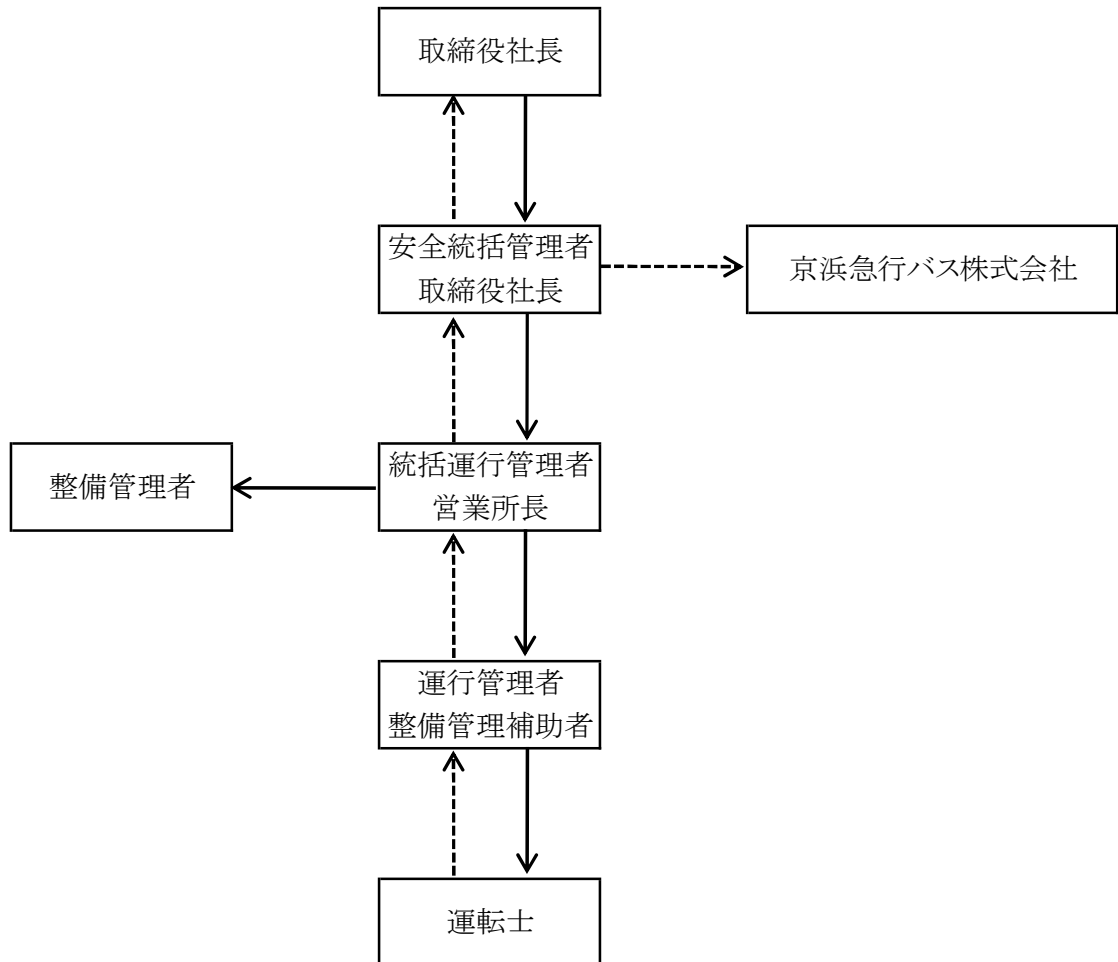 取締役社長
安全統括管理者
取締役社長
京浜急行バス株式会社
整備管理者
統括運行管理者
営業所長
運行管理者
整備管理補助者
運転士